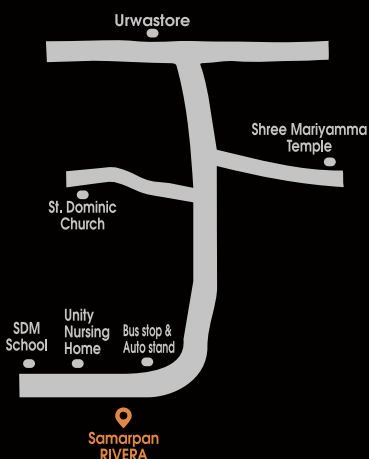 Urwastore
Shree Mariyamma
Temple
St. Dominic
Church
SDM
School
Unity
Nursing
Home
Bus stop &
Auto stand
Samarpan
RIVERA